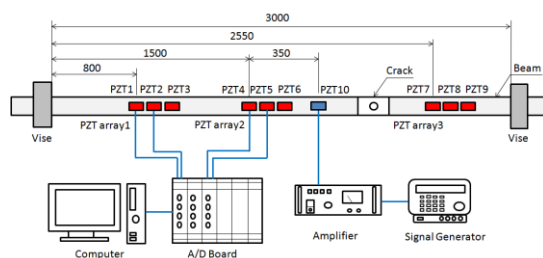 3000
2550
1500
350
800
PZT1 PZT2 PZT3
PZT4 PZT5 PZT6
PZT10
Crack
PZT7 PZT8 PZT9
Beam
PZT array1
PZT array2
PZT array3
Vise
Vise
Computer
A/D Board
Amplifier
Signal Generator